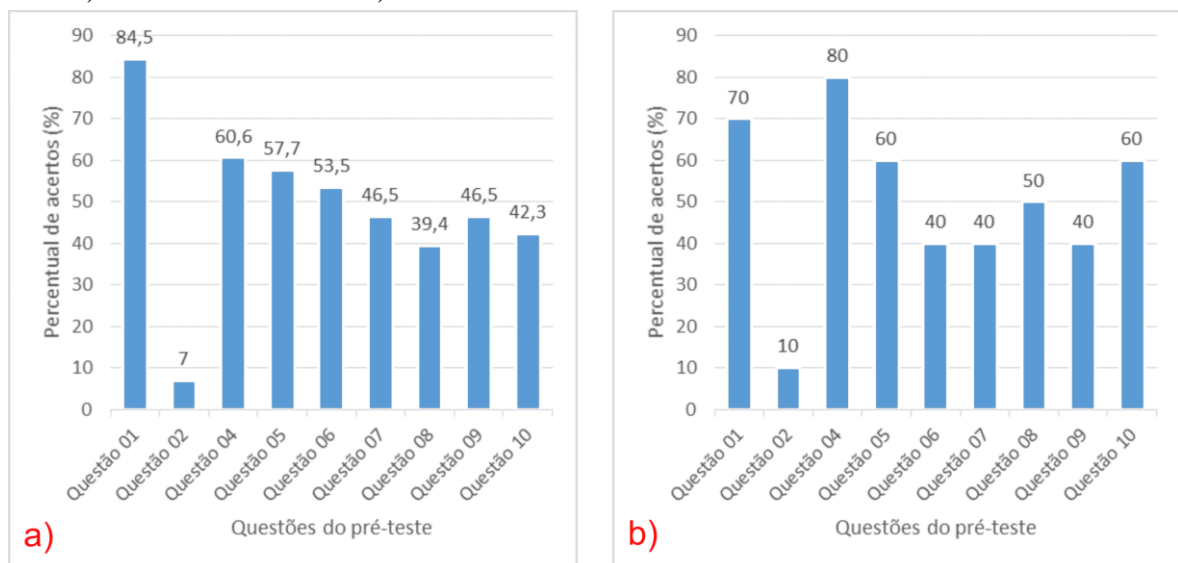 90
80
70
60
50
40
30
20
10
0
84,5
7
60,6
57,7
53,5
46,5
39,4
46,5
42,3
Percentual de acertos (%)
Questão 01
Questão 02
Questão 04
Questão 05
Questão 06
Questão 07
Questão 08
Questão 09
Questão 10
Questões do pré-teste
a)
90
80
70
60
50
40
30
20
10
0
70
10
80
60
40
40
50
40
60
Percentual de acertos (%)
Questão 01
Questão 02
Questão 04
Questão 05
Questão 06
Questão 07
Questão 08
Questão 09
Questão 10
Questões do pré-teste
b)